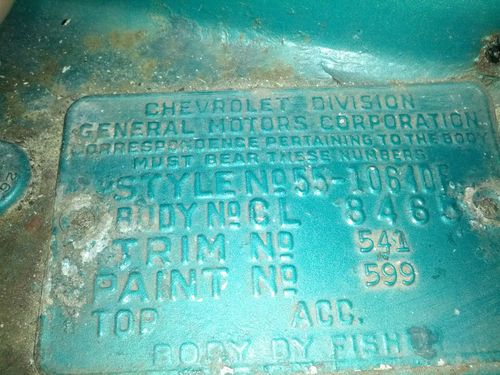 CHEVROLET DIVISION
GENERAL MOTORS CORPORATION
CORRESPONDENCE PERTAINING TO THE BODY
MUST BEAR THESE NUMBERS
STYLE NO 55-1064DF
BODY NO CL 8465
TRIM NO 541
PAINT NO 599
TOP ACC.
BODY BY FISHER